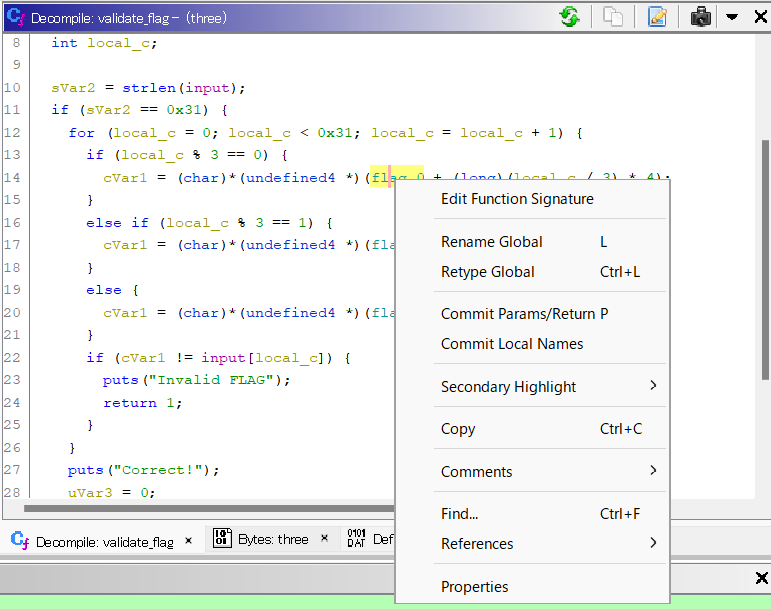 Decompile: validate_flag – (three)
8 int local_c;
9
10 sVar2 = strlen(input);
11 if (sVar2 == 0x31) {
12 for (local_c = 0; local_c < 0x31; local_c = local_c + 1) {
13 if (local_c % 3 == 0) {
14 cVar1 = (char)*(undefined4 *)(flag_0 + (long)(local_c / 3) * 4);
15 }
16 else if (local_c % 3 == 1) {
17 cVar1 = (char)*(undefined4 *)(fla
18 }
19 else {
20 cVar1 = (char)*(undefined4 *)(fla
21 }
22 if (cVar1 != input[local_c]) {
23 puts("Invalid FLAG");
24 return 1;
25 }
26 }
27 puts("Correct!");
28 uVar3 = 0;
Edit Function Signature
Rename Global L
Retype Global Ctrl+L
Commit Params/Return P
Commit Local Names
Secondary Highlight
Copy Ctrl+C
Comments
Find... Ctrl+F
References
Properties
Decompile: validate_flag × Bytes: three × Def